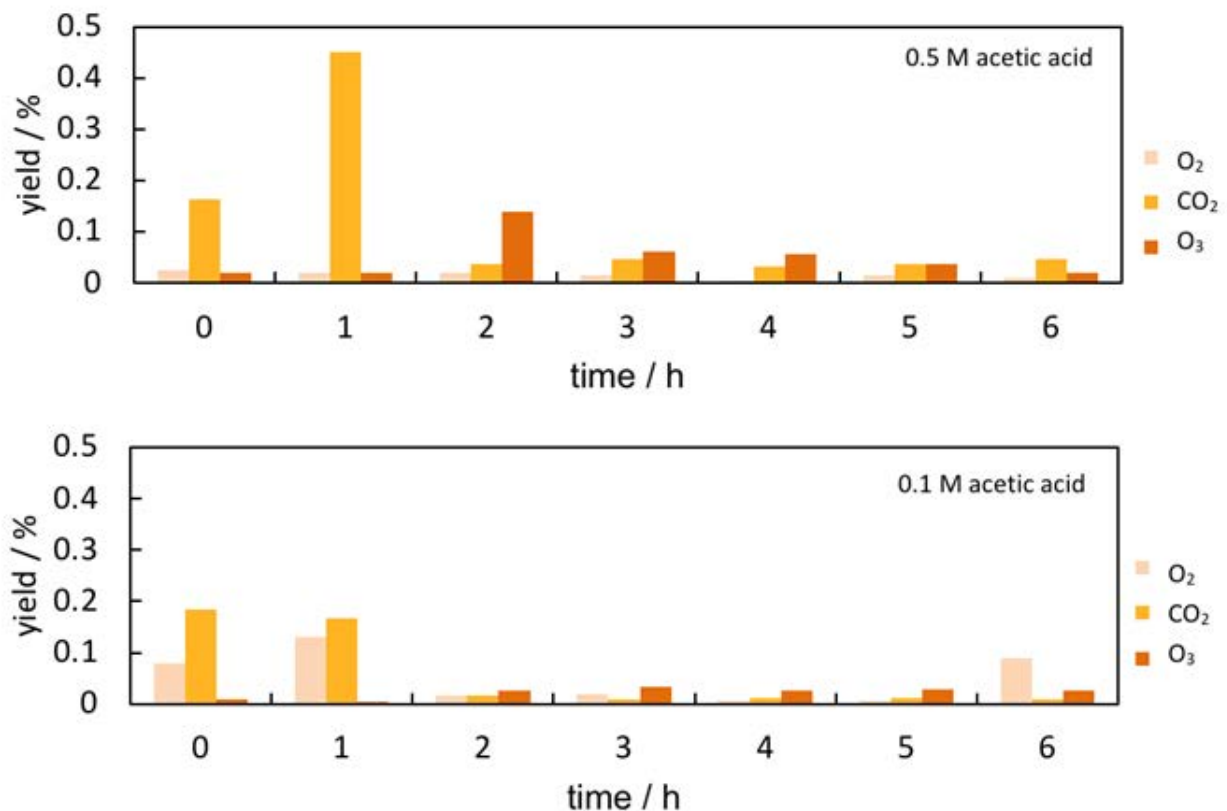 0.5
0.5 M acetic acid
0.4
0.3
0.2
0.1
0
yield / %
O₂
CO₂
O₃
0 1 2 3 4 5 6
time / h
0.5
0.1 M acetic acid
0.4
0.3
0.2
0.1
0
yield / %
O₂
CO₂
O₃
0 1 2 3 4 5 6
time / h